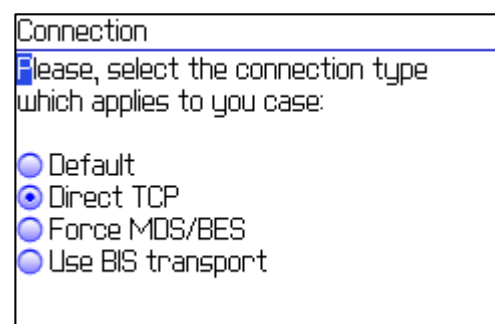 Connection
Please, select the connection type
which applies to you case:
Default
Direct TCP
Force MDS/BES
Use BIS transport